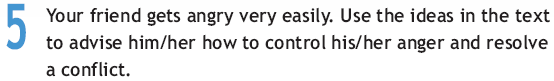 5 Your friend gets angry very easily. Use the ideas in the text
to advise him/her how to control his/her anger and resolve
a conflict.